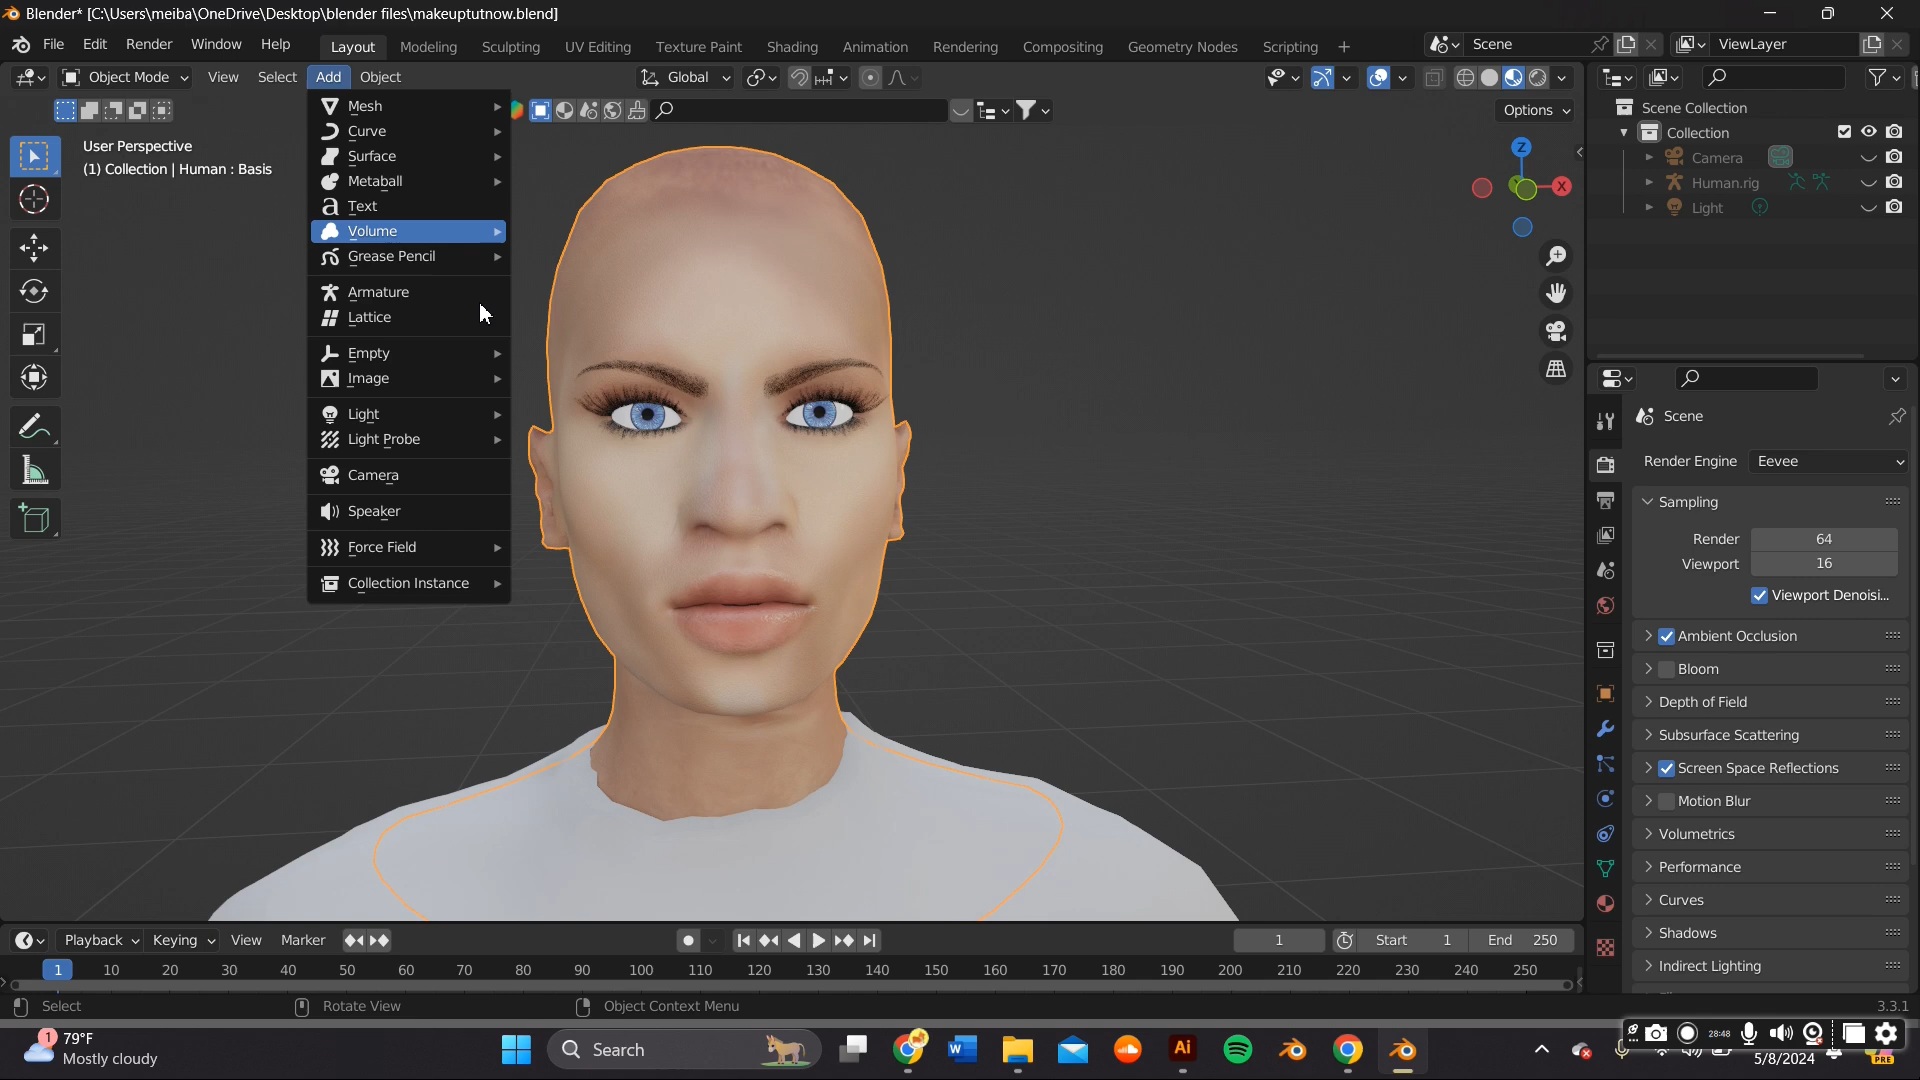 Blender* [C:\Users\meiba\OneDrive\Desktop\blender files\makeuptutnow.blend]
File Edit Render Window Help Layout Modeling Sculpting UV Editing Texture Paint Shading Animation Rendering Compositing Geometry Nodes Scripting + Scene ViewLayer
Object Mode View Select Add Object Global
Options
User Perspective
(1) Collection | Human : Basis
Mesh
Curve
Surface
Metaball
Text
Volume
Grease Pencil
Armature
Lattice
Empty
Image
Light
Light Probe
Camera
Speaker
Force Field
Collection Instance
Z
X
Scene Collection
Collection
Camera
Human.rig
Light
Scene
Render Engine Eevee
Sampling
Render 64
Viewport 16
Viewport Denoisi...
Ambient Occlusion
Bloom
Depth of Field
Subsurface Scattering
Screen Space Reflections
Motion Blur
Volumetrics
Performance
Curves
Shadows
Indirect Lighting
Playback Keying View Marker 1 Start 1 End 250
1 10 20 30 40 50 60 70 80 90 100 110 120 130 140 150 160 170 180 190 200 210 220 230 240 250
Select Rotate View Object Context Menu 3.3.1
1 79°F
Mostly cloudy
Search
Ai
28:48
5/8/2024
PRE